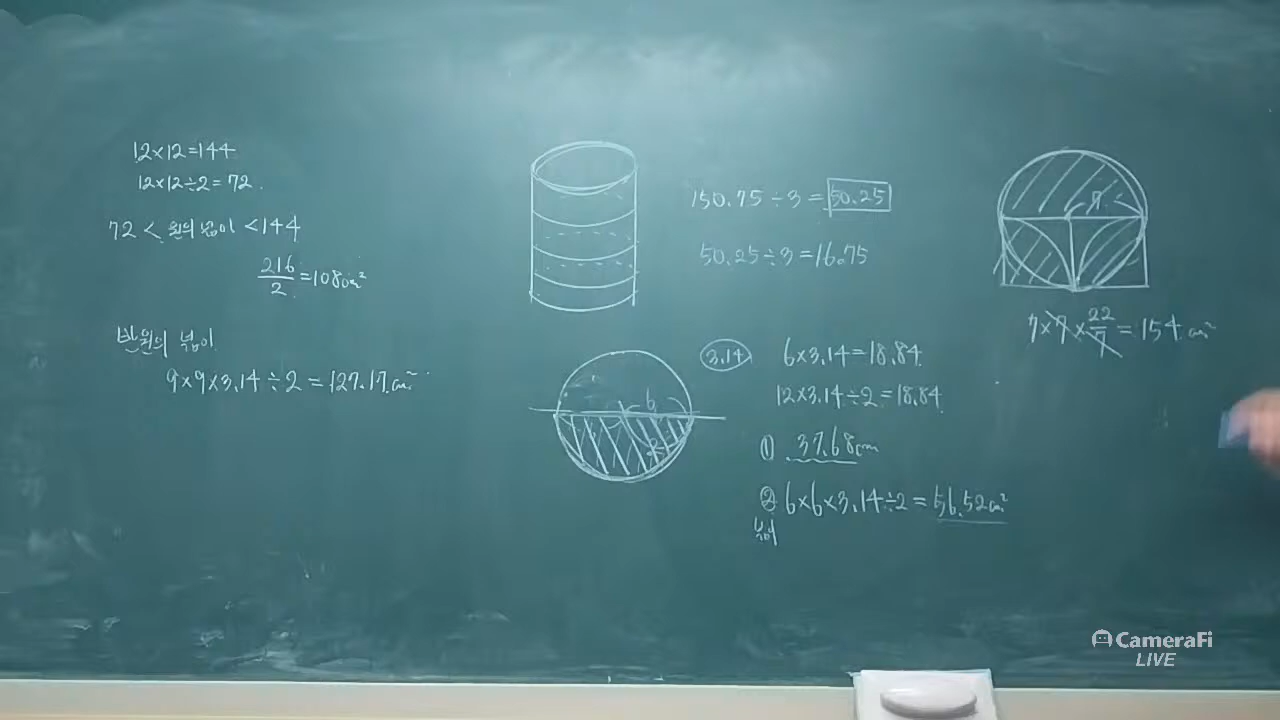 12×12=144
12×12÷2=72.
72 < 원의 넓이 <144
216/2=108cm²
반원의 넓이
9×9×3.14÷2=127.17cm²
150.75÷3=50.25
50.25÷3=16.75
3.14
6×3.14=18.84
12×3.14÷2=18.84
6
① 37.68cm
② 6×6×3.14÷2=56.52cm²
넓이
7
7×7×22/7=154cm²
CameraFi
LIVE